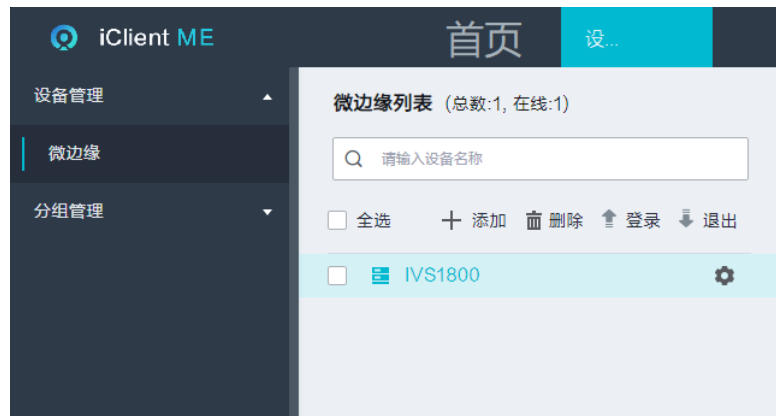 iClient ME
首页
设...
设备管理
微边缘
分组管理
微边缘列表 (总数:1, 在线:1)
请输入设备名称
全选 添加 删除 登录 退出
IVS1800